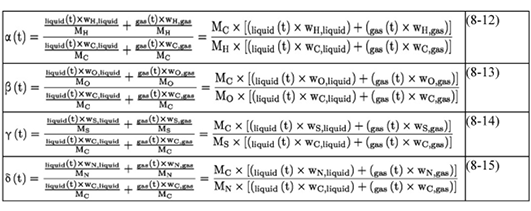 α(t) = (liquid(t)×w_H,liquid / M_H + gas(t)×w_H,gas / M_H) / (liquid(t)×w_C,liquid / M_C + gas(t)×w_C,gas / M_C) = M_C × [(liquid(t) × w_H,liquid) + (gas(t) × w_H,gas)] / M_H × [(liquid(t) × w_C,liquid) + (gas(t) × w_C,gas)] (8-12)
β(t) = (liquid(t)×w_O,liquid / M_O + gas(t)×w_O,gas / M_O) / (liquid(t)×w_C,liquid / M_C + gas(t)×w_C,gas / M_C) = M_C × [(liquid(t) × w_O,liquid) + (gas(t) × w_O,gas)] / M_O × [(liquid(t) × w_C,liquid) + (gas(t) × w_C,gas)] (8-13)
γ(t) = (liquid(t)×w_S,liquid / M_S + gas(t)×w_S,gas / M_S) / (liquid(t)×w_C,liquid / M_C + gas(t)×w_C,gas / M_C) = M_C × [(liquid(t) × w_S,liquid) + (gas(t) × w_S,gas)] / M_S × [(liquid(t) × w_C,liquid) + (gas(t) × w_C,gas)] (8-14)
δ(t) = (liquid(t)×w_N,liquid / M_N + gas(t)×w_N,gas / M_N) / (liquid(t)×w_C,liquid / M_C + gas(t)×w_C,gas / M_C) = M_C × [(liquid(t) × w_N,liquid) + (gas(t) × w_N,gas)] / M_N × [(liquid(t) × w_C,liquid) + (gas(t) × w_C,gas)] (8-15)